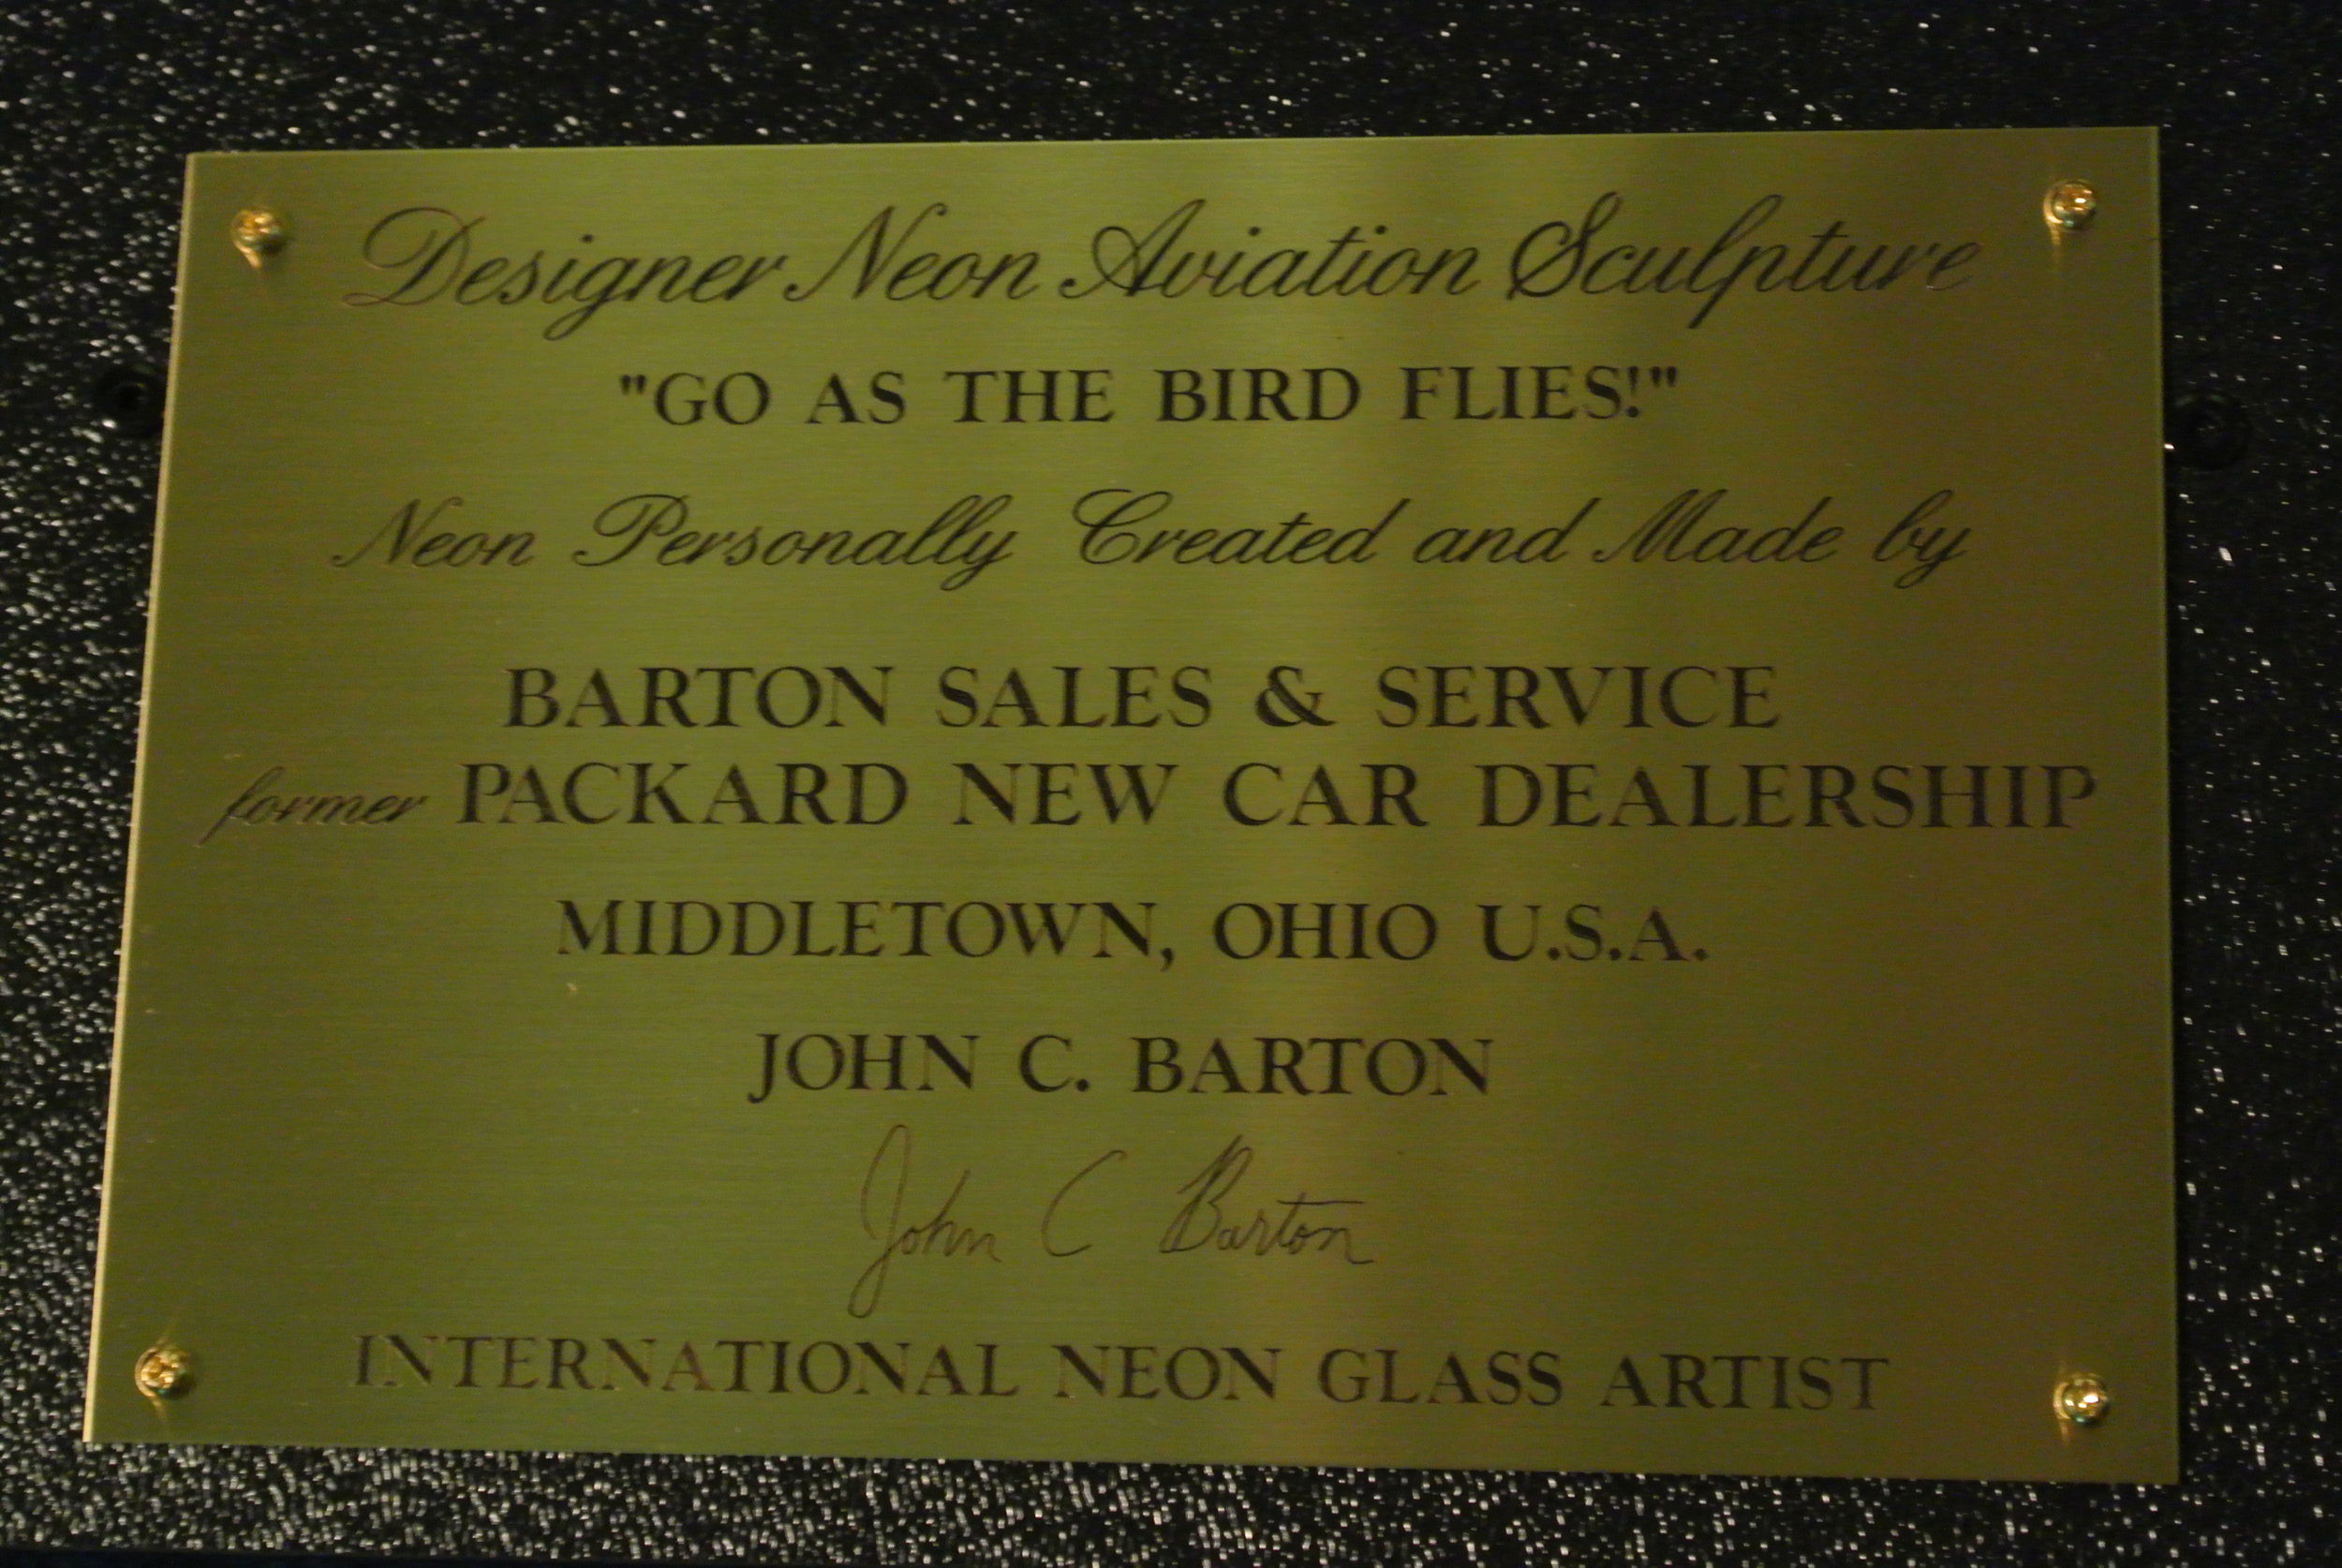 Designer Neon Aviation Sculpture
"GO AS THE BIRD FLIES!"
Neon Personally Created and Made by
BARTON SALES & SERVICE
former PACKARD NEW CAR DEALERSHIP
MIDDLETOWN, OHIO U.S.A.
JOHN C. BARTON
John C Barton
INTERNATIONAL NEON GLASS ARTIST